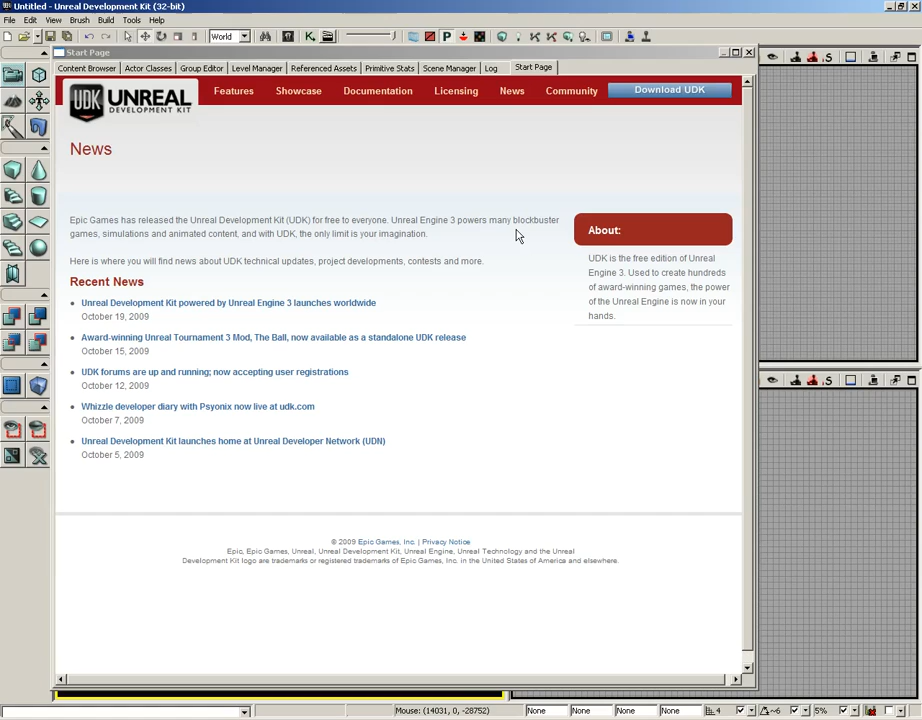 Untitled - Unreal Development Kit (32-bit)
File Edit View Brush Build Tools Help
World
Start Page
Content Browser Actor Classes Group Editor Level Manager Referenced Assets Primitive Stats Scene Manager Log Start Page
UDK UNREAL DEVELOPMENT KIT
Features Showcase Documentation Licensing News Community Download UDK
News
Epic Games has released the Unreal Development Kit (UDK) for free to everyone. Unreal Engine 3 powers many blockbuster
games, simulations and animated content, and with UDK, the only limit is your imagination.
Here is where you will find news about UDK technical updates, project developments, contests and more.
Recent News
Unreal Development Kit powered by Unreal Engine 3 launches worldwide
October 19, 2009
Award-winning Unreal Tournament 3 Mod, The Ball, now available as a standalone UDK release
October 15, 2009
UDK forums are up and running; now accepting user registrations
October 12, 2009
Whizzle developer diary with Psyonix now live at udk.com
October 7, 2009
Unreal Development Kit launches home at Unreal Developer Network (UDN)
October 5, 2009
About:
UDK is the free edition of Unreal
Engine 3. Used to create hundreds
of award-winning games, the power
of the Unreal Engine is now in your
hands.
© 2009 Epic Games, Inc. | Privacy Notice
Epic, Epic Games, Unreal, Unreal Development Kit, Unreal Engine, Unreal Technology and the Unreal
Development Kit logo are trademarks or registered trademarks of Epic Games, Inc. in the United States of America and elsewhere.
Mouse: (14031, 0, -28752) None None None None 4 ~6 5%